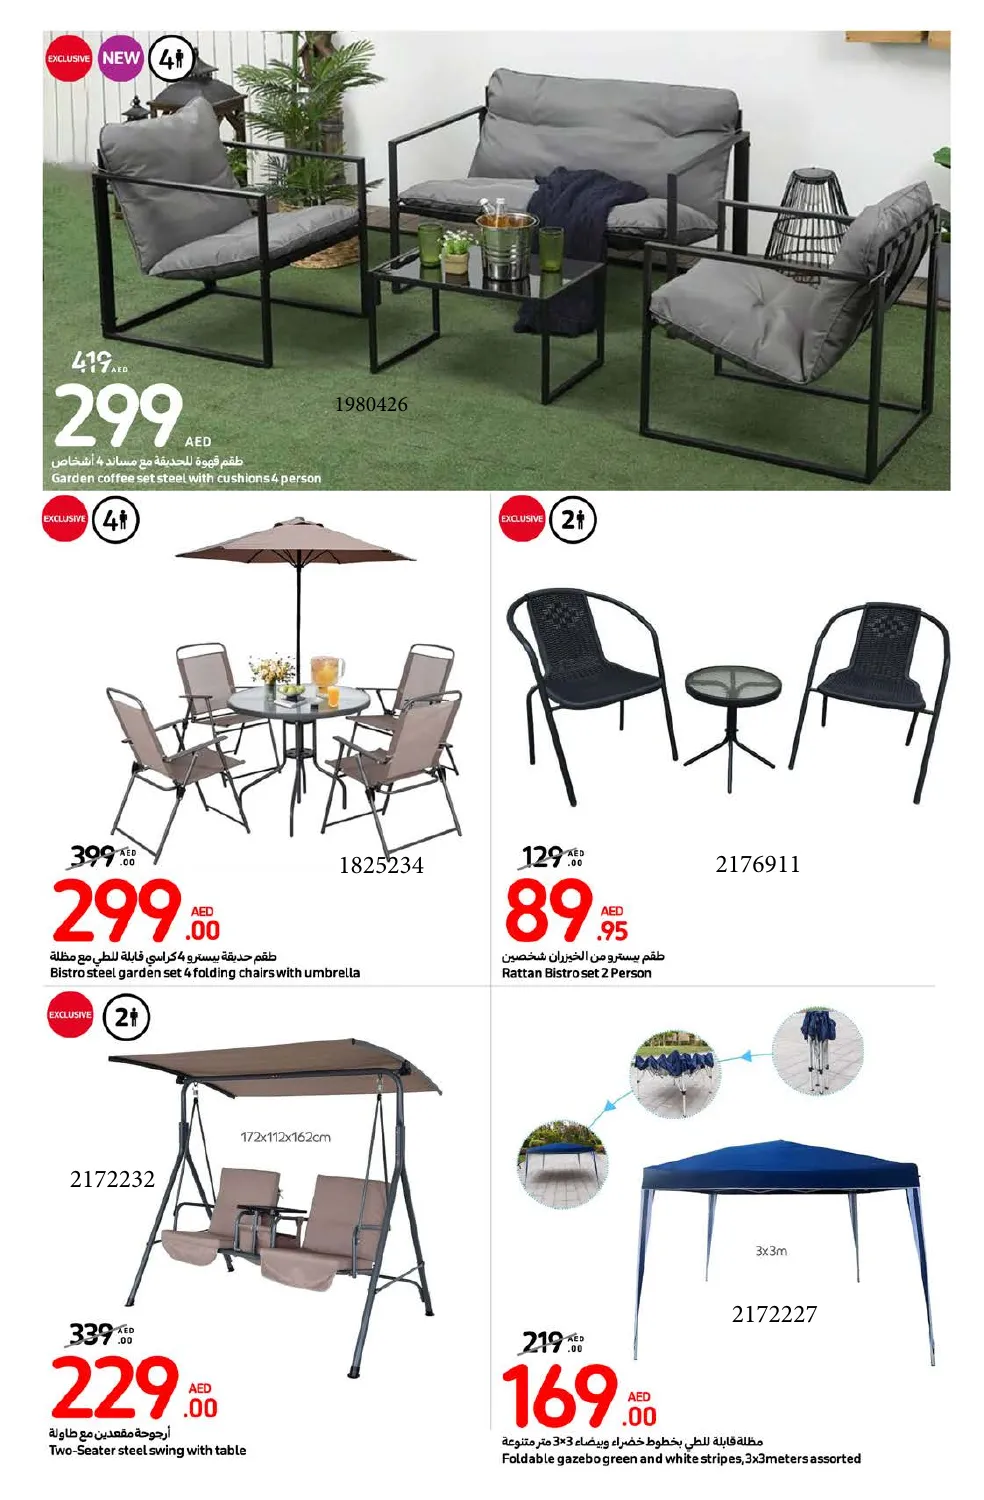 EXCLUSIVE NEW 4
419 AED
299 AED
1980426
طقم قهوة للحديقة مع مساند 4 أشخاص
Garden coffee set steel with cushions 4 person
EXCLUSIVE 4
399 AED .00
1825234
299 AED .00
طقم حديقة بيسترو 4 كراسي قابلة للطي مع مظلة
Bistro steel garden set 4 folding chairs with umbrella
EXCLUSIVE 2
129 AED .00
2176911
89 AED .95
طقم بيسترو من الخيزران شخصين
Rattan Bistro set 2 Person
EXCLUSIVE 2
172x112x162cm
2172232
339 AED .00
229 AED .00
أرجوحة مقعدين مع طاولة
Two-Seater steel swing with table
3x3m
2172227
219 AED .00
169 AED .00
مظلة قابلة للطي بخطوط خضراء وبيضاء 3×3 متر متنوعة
Foldable gazebo green and white stripes, 3x3meters assorted